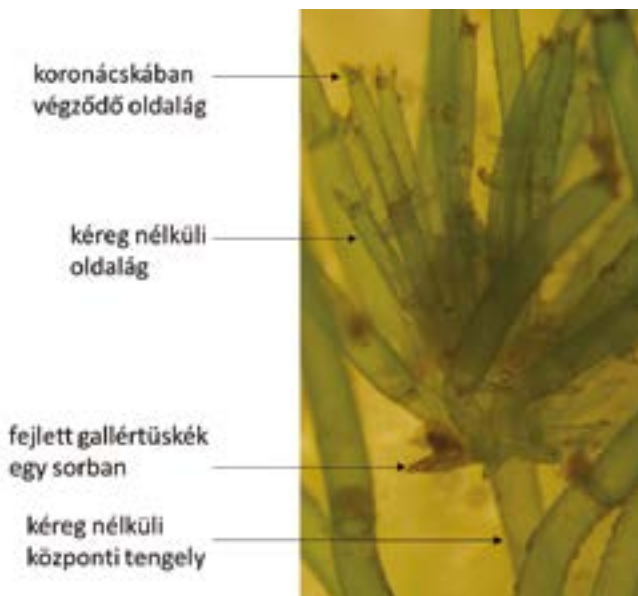 koronácskában
végződő oldalág
kéreg nélküli
oldalág
fejlett gallértüskék
egy sorban
kéreg nélküli
központi tengely